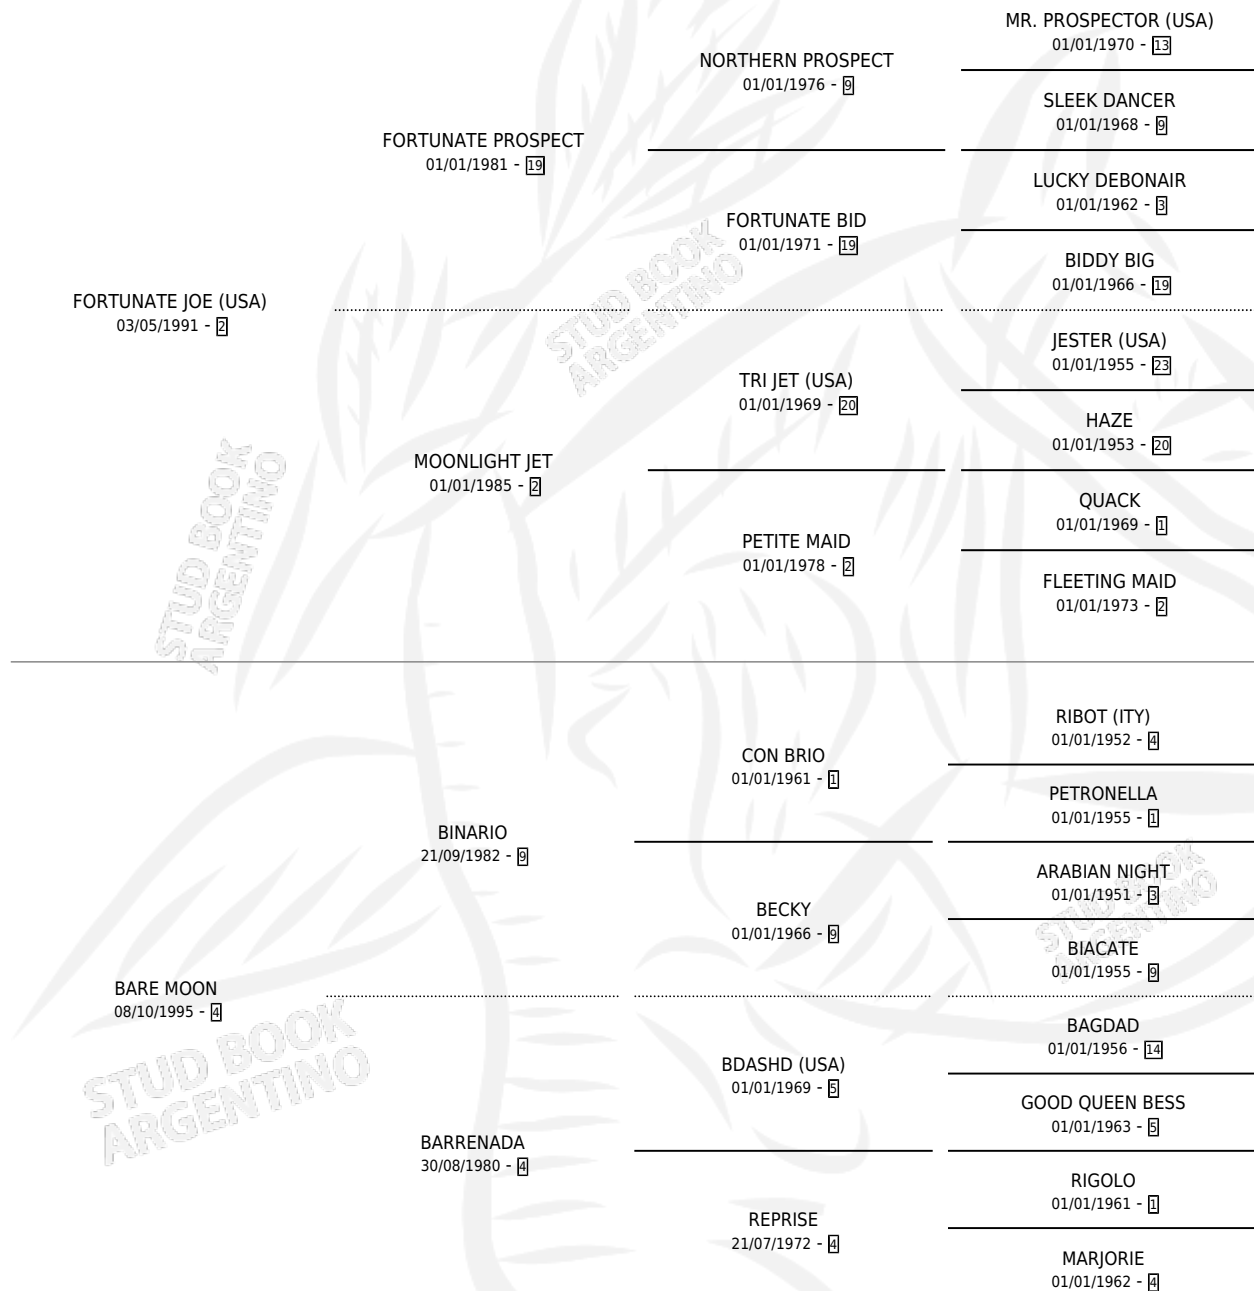 MR. PROSPECTOR (USA)
01/01/1970 - 13
NORTHERN PROSPECT
01/01/1976 - 9
SLEEK DANCER
01/01/1968 - 9
FORTUNATE PROSPECT
01/01/1981 - 19
LUCKY DEBONAIR
01/01/1962 - 3
FORTUNATE BID
01/01/1971 - 19
BIDDY BIG
01/01/1966 - 19
FORTUNATE JOE (USA)
03/05/1991 - 2
STUD BOOK
ARGENTINO
JESTER (USA)
01/01/1955 - 23
TRI JET (USA)
01/01/1969 - 20
HAZE
01/01/1953 - 20
MOONLIGHT JET
01/01/1985 - 2
QUACK
01/01/1969 - 1
PETITE MAID
01/01/1978 - 2
FLEETING MAID
01/01/1973 - 2
STUD BOOK
ARGENTINO
RIBOT (ITY)
01/01/1952 - 4
CON BRIO
01/01/1961 - 1
PETRONELLA
01/01/1955 - 1
BINARIO
21/09/1982 - 9
ARABIAN NIGHT
01/01/1951 - 3
BECKY
01/01/1966 - 9
STUD BOOK
ARGENTINO
BIACATE
01/01/1955 - 9
BARE MOON
08/10/1995 - 4
STUD BOOK
ARGENTINO
BAGDAD
01/01/1956 - 14
BDASHD (USA)
01/01/1969 - 5
GOOD QUEEN BESS
01/01/1963 - 5
BARRENADA
30/08/1980 - 4
RIGOLO
01/01/1961 - 1
REPRISE
21/07/1972 - 4
MARJORIE
01/01/1962 - 4